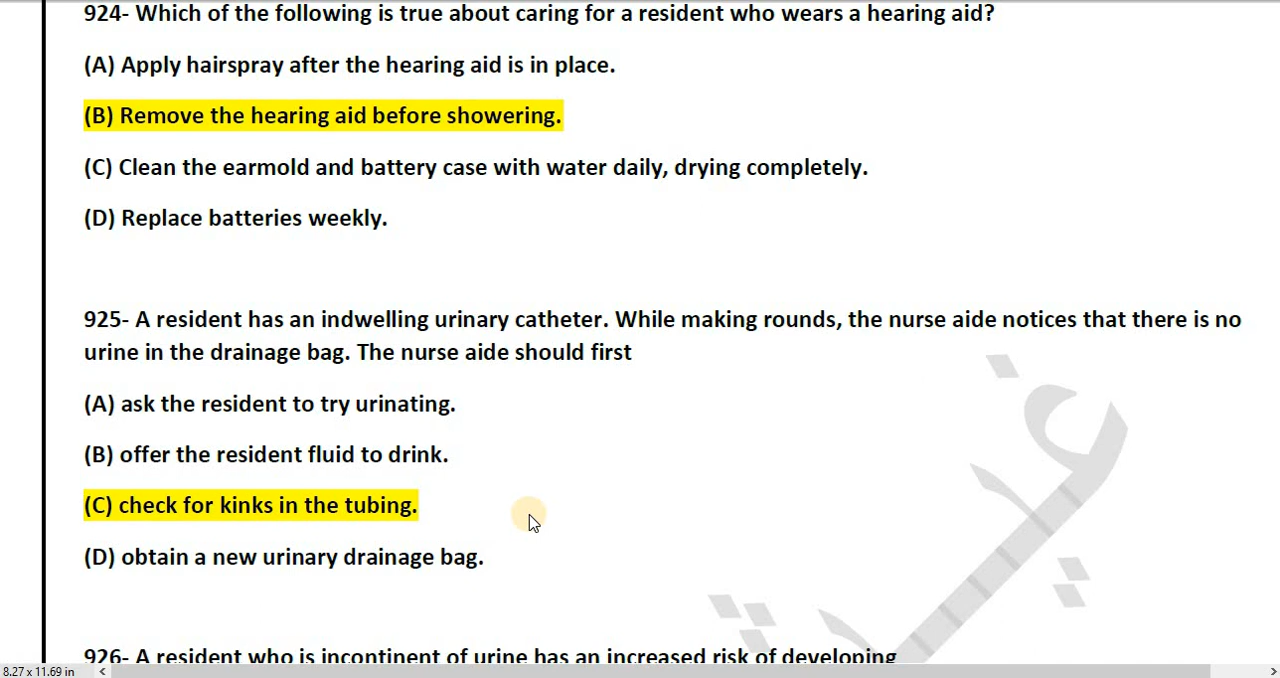 924- Which of the following is true about caring for a resident who wears a hearing aid?
(A) Apply hairspray after the hearing aid is in place.
(B) Remove the hearing aid before showering.
(C) Clean the earmold and battery case with water daily, drying completely.
(D) Replace batteries weekly.
925- A resident has an indwelling urinary catheter. While making rounds, the nurse aide notices that there is no
urine in the drainage bag. The nurse aide should first
(A) ask the resident to try urinating.
(B) offer the resident fluid to drink.
(C) check for kinks in the tubing.
(D) obtain a new urinary drainage bag.
926- A resident who is incontinent of urine has an increased risk of developing
8.27 x 11.69 in